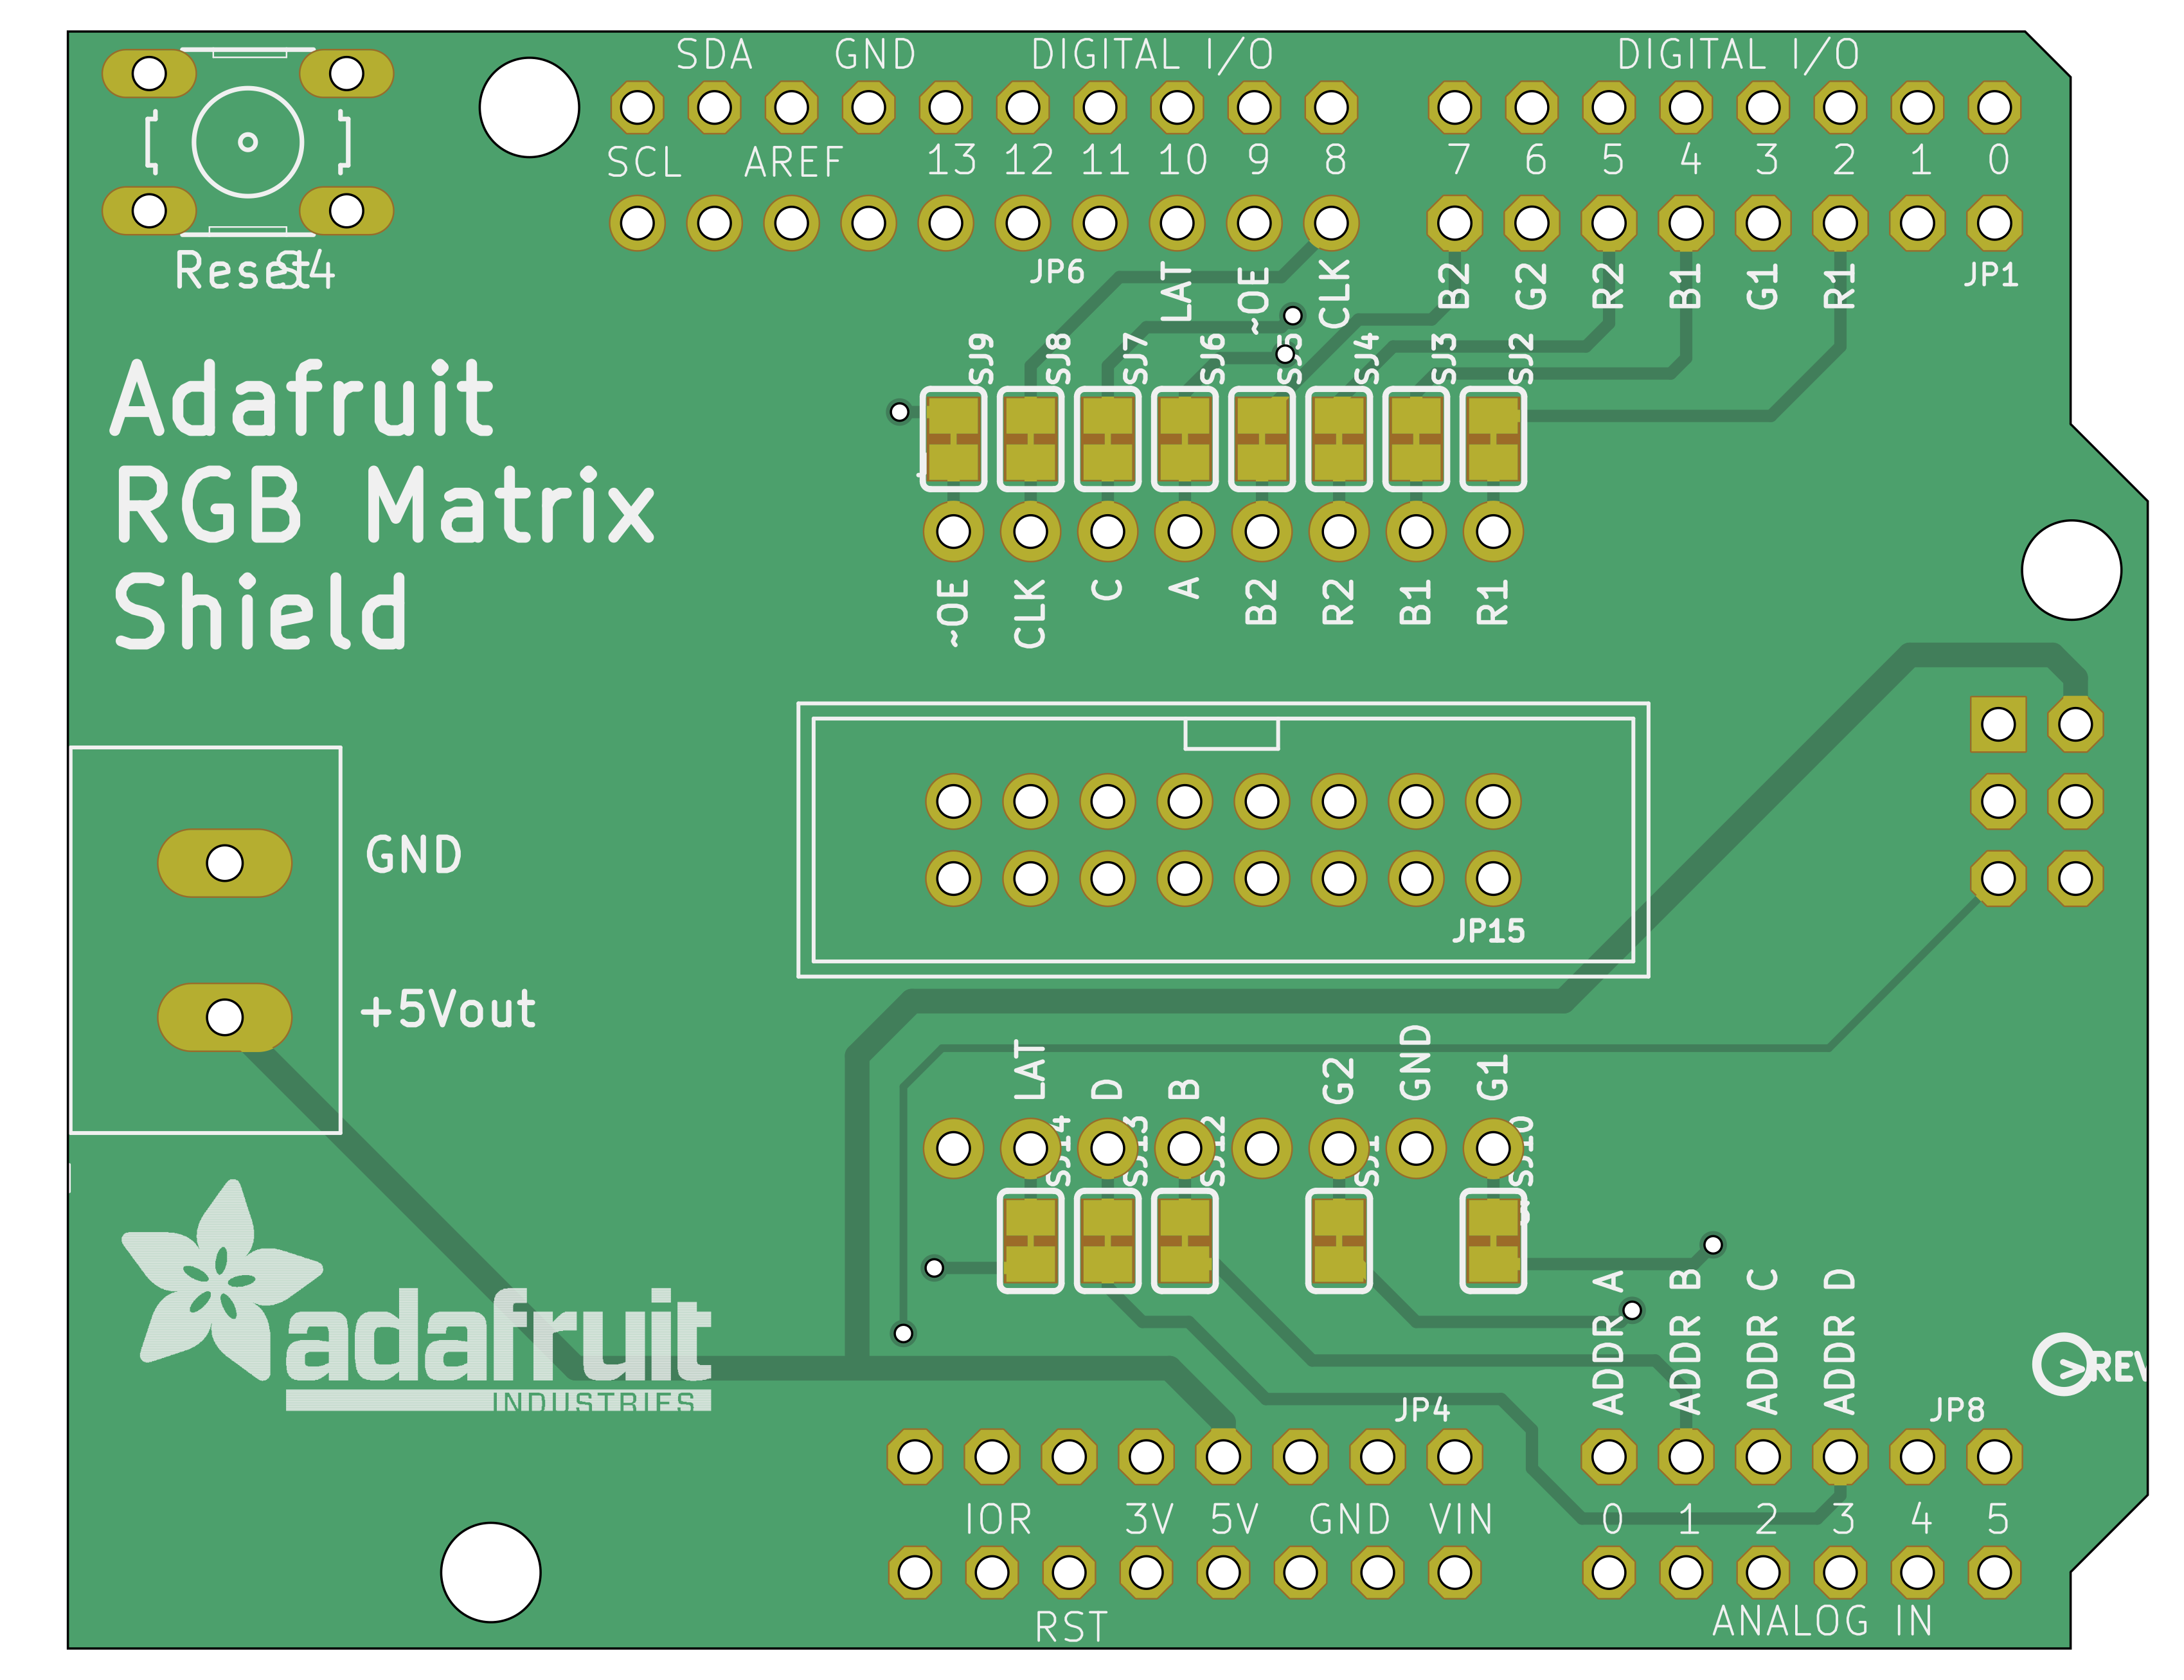 SDA GND DIGITAL I/O DIGITAL I/O
SCL AREF 13 12 11 10 9 8 7 6 5 4 3 2 1 0
Reset4
JP6 LAT ~OE CLK B2 G2 R2 B1 G1 R1 JP1
SJ9 SJ8 SJ7 SJ6 SJ5 SJ4 SJ3 SJ2
Adafruit
RGB Matrix
Shield
~OE CLK C A B2 R2 B1 R1
GND
JP15
+5Vout
LAT D B G2 GND G1
SJ14 SJ13 SJ12 SJ1 SJ10
ADDR A ADDR B ADDR C ADDR D
adafruit
INDUSTRIES
>REV
JP4 JP8
IOR 3V 5V GND VIN 0 1 2 3 4 5
RST ANALOG IN